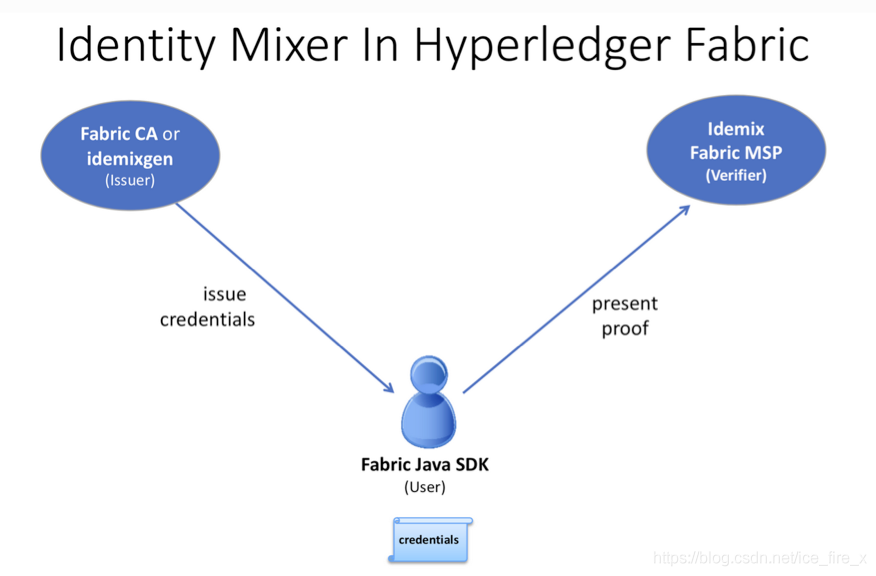 Identity Mixer In Hyperledger Fabric
Fabric CA or
idemixgen
(Issuer)
Idemix
Fabric MSP
(Verifier)
issue
credentials
present
proof
Fabric Java SDK
(User)
credentials
https://blog.csdn.net/ice_fire_x